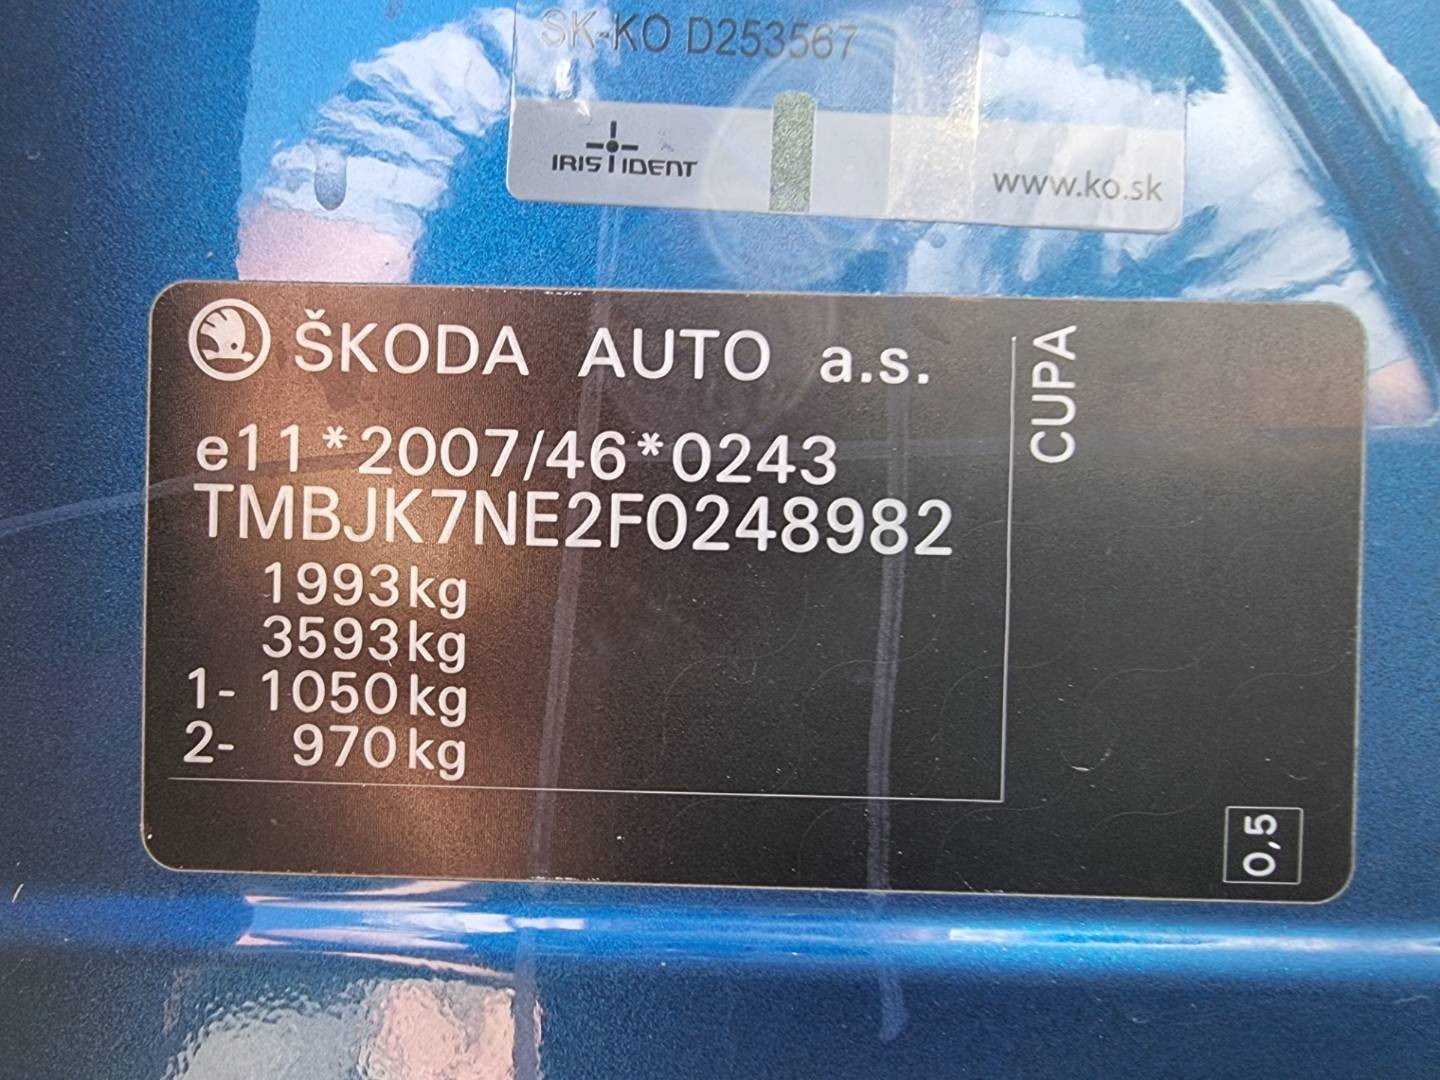 SK-KO D253567
IRIS IDENT
www.ko.sk
ŠKODA AUTO a.s.
CUPA
e11*2007/46*0243
TMBJK7NE2F0248982
1993kg
3593kg
1- 1050kg
2- 970kg
0,5